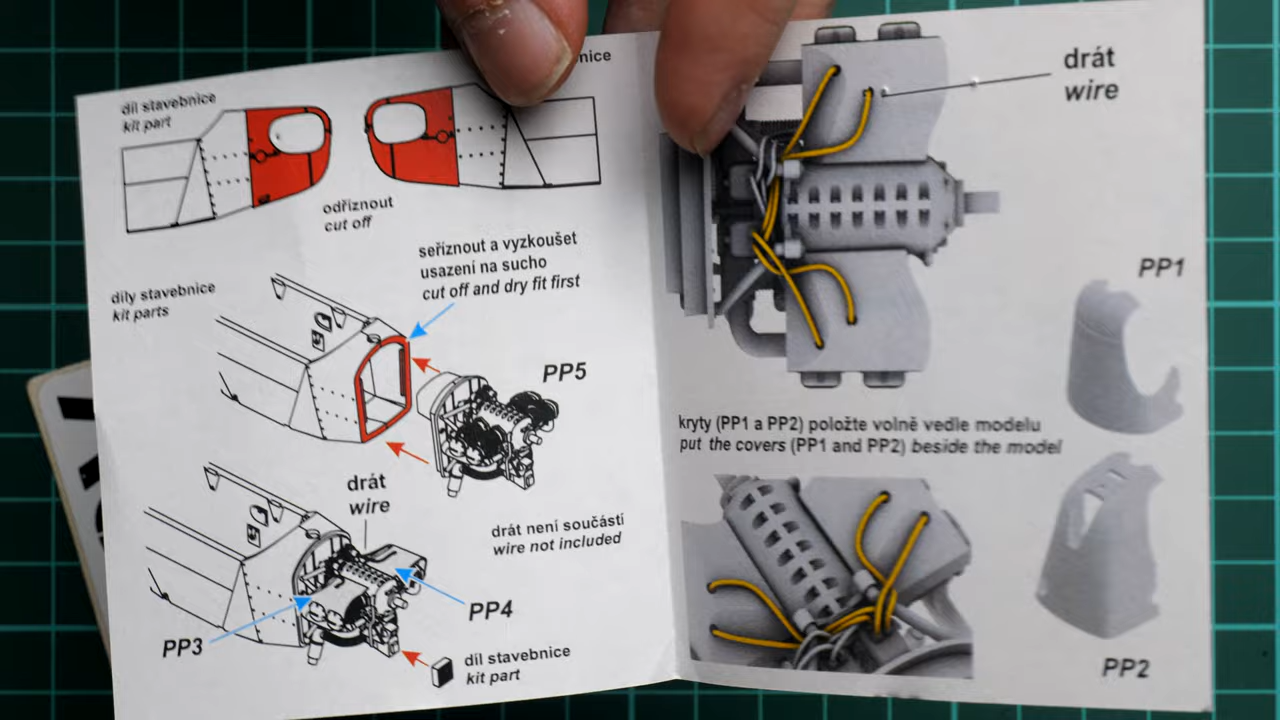 díl stavebnice
kit part
nice
odříznout
cut off
seříznout a vyzkoušet
usazení na sucho
cut off and dry fit first
díly stavebnice
kit parts
PP5
drát
wire
drát není součástí
wire not included
PP4
PP3
díl stavebnice
kit part
drát
wire
PP1
kryty (PP1 a PP2) položte volně vedle modelu
put the covers (PP1 and PP2) beside the model
PP2